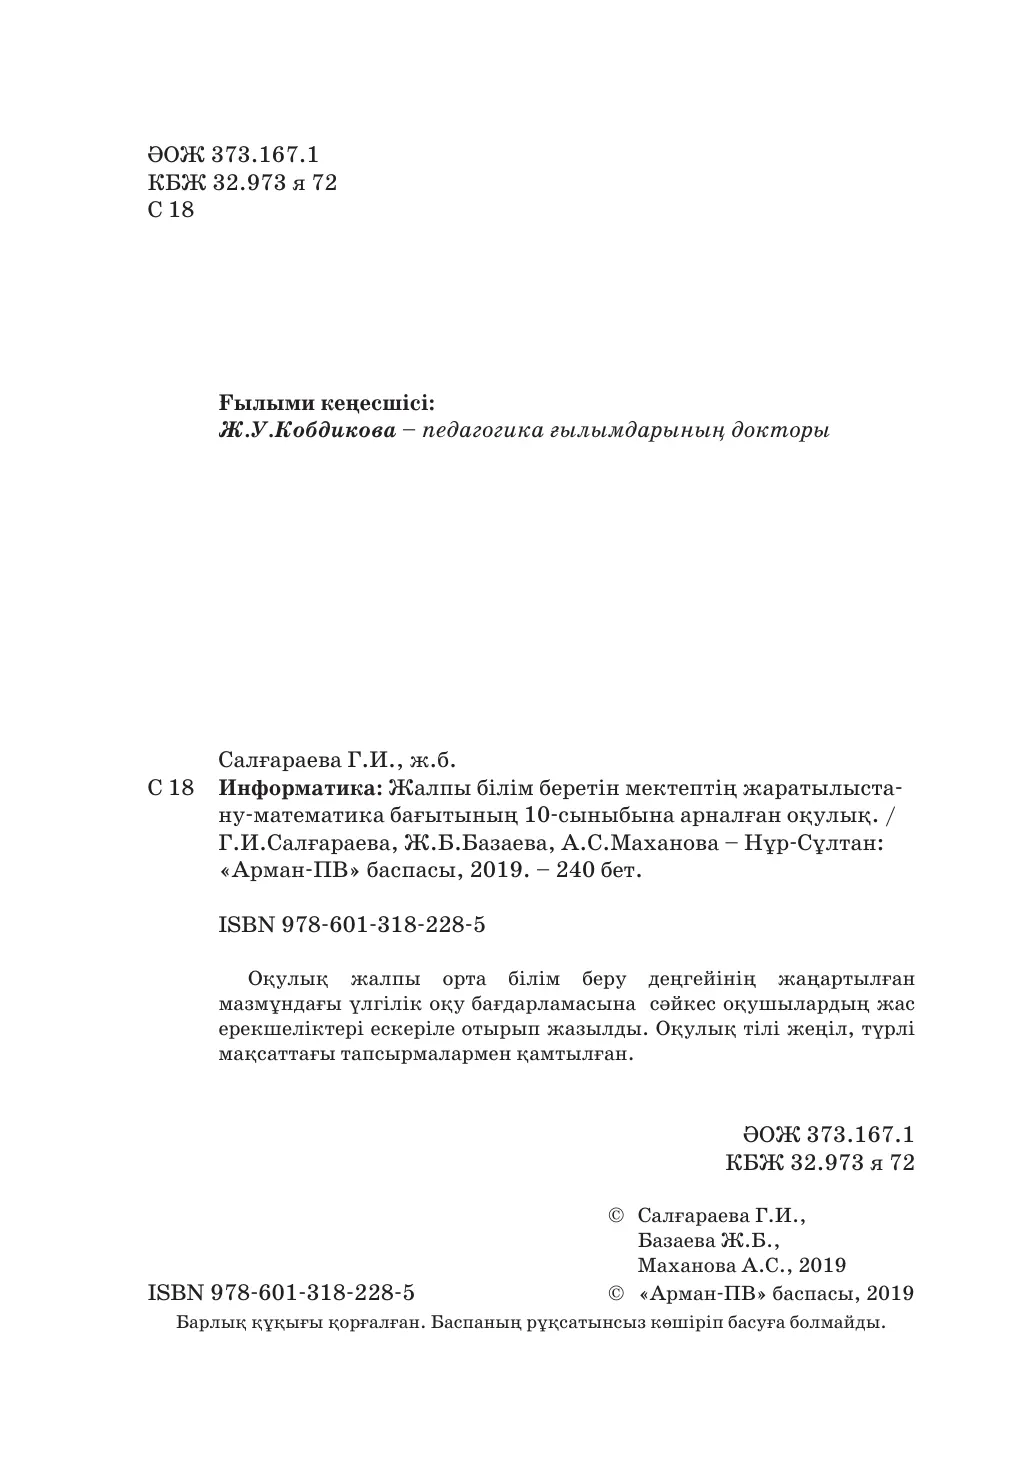 ӘОЖ 373.167.1
КБЖ 32.973 я 72
С 18
Ғылыми кеңесшісі:
Ж.У.Кобдикова – педагогика ғылымдарының докторы
Салғараева Г.И., ж.б.
С 18 Информатика: Жалпы білім беретін мектептің жаратылыста-
ну-математика бағытының 10-сыныбына арналған оқулық. /
Г.И.Салғараева, Ж.Б.Базаева, А.С.Маханова – Нұр-Сұлтан:
«Арман-ПВ» баспасы, 2019. – 240 бет.
ISBN 978-601-318-228-5
Оқулық жалпы орта білім беру деңгейінің жаңартылған
мазмұндағы үлгілік оқу бағдарламасына сәйкес оқушылардың жас
ерекшеліктері ескеріле отырып жазылды. Оқулық тілі жеңіл, түрлі
мақсаттағы тапсырмалармен қамтылған.
ӘОЖ 373.167.1
КБЖ 32.973 я 72
© Салғараева Г.И.,
Базаева Ж.Б.,
Маханова А.С., 2019
ISBN 978-601-318-228-5 © «Арман-ПВ» баспасы, 2019
Барлық құқығы қорғалған. Баспаның рұқсатынсыз көшіріп басуға болмайды.